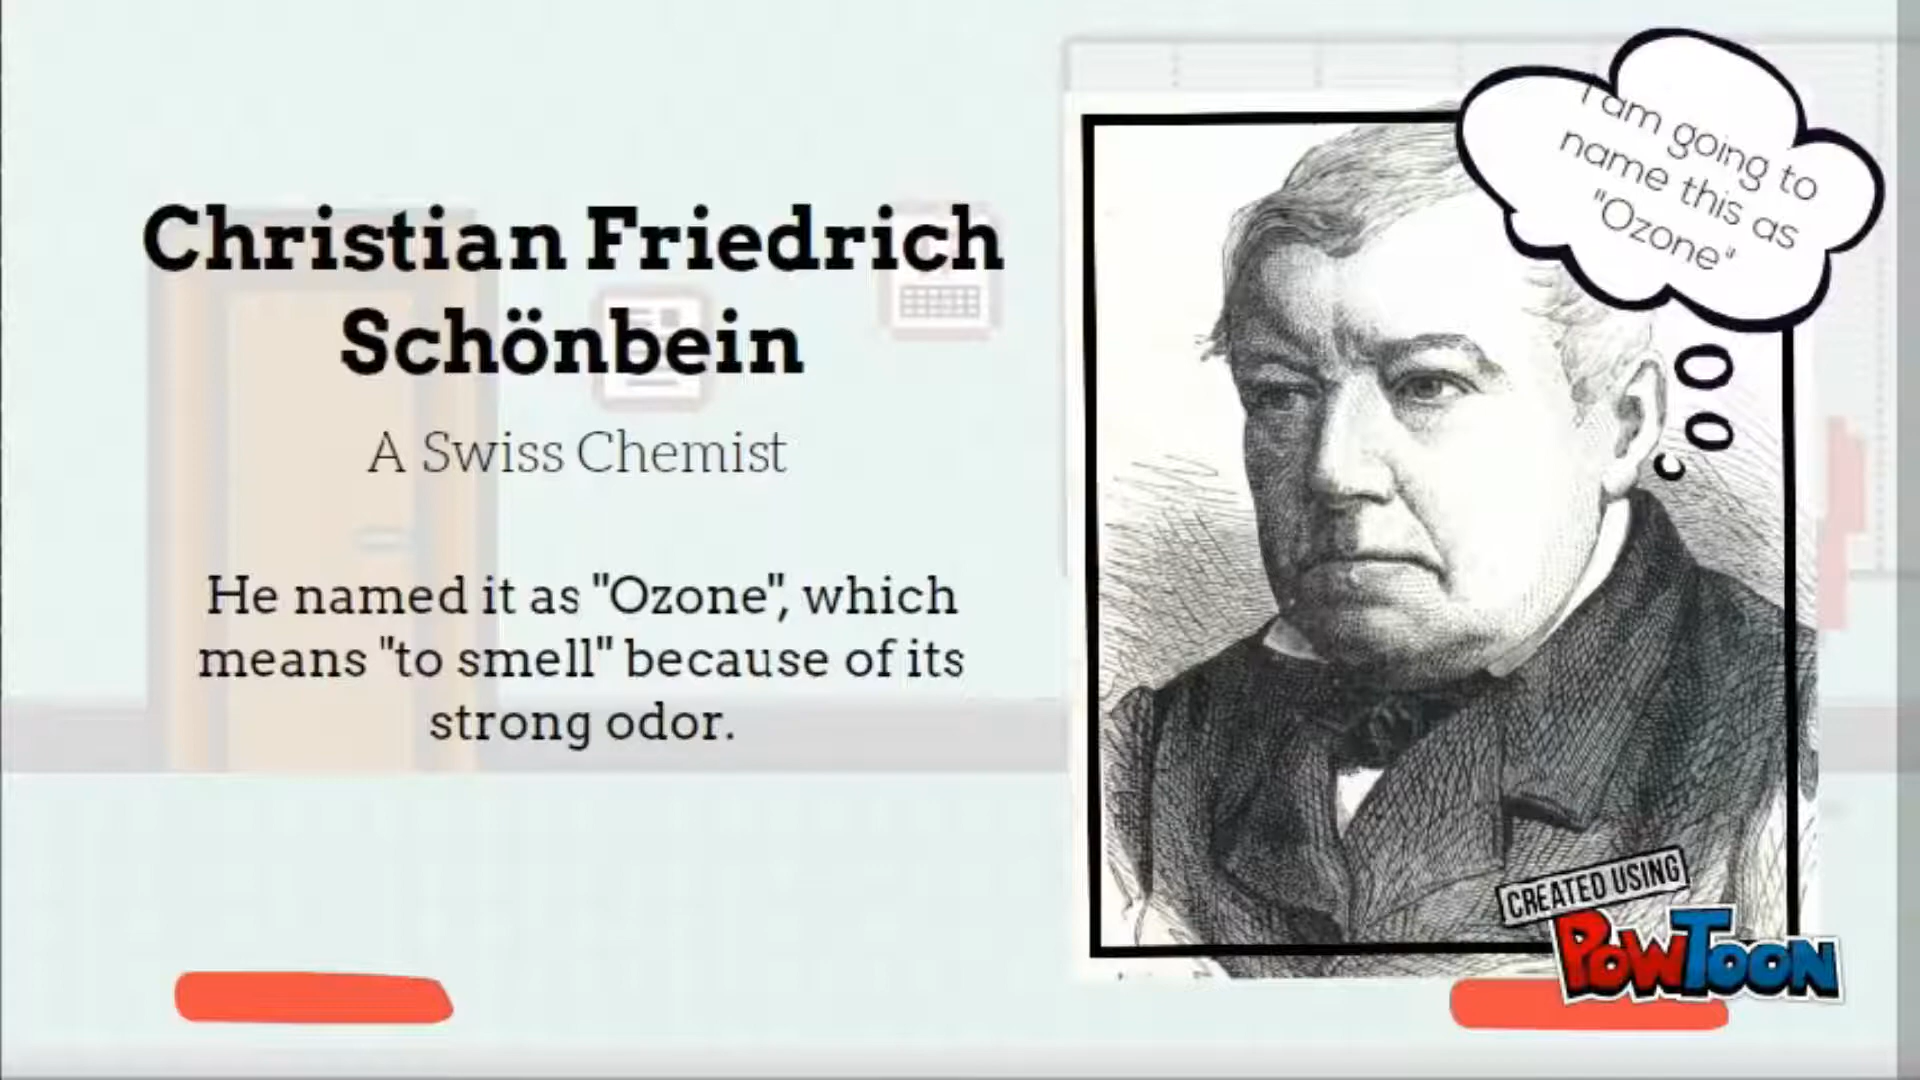 Christian Friedrich
Schönbein
A Swiss Chemist
He named it as "Ozone", which
means "to smell" because of its
strong odor.
I am going to
name this as
"Ozone"
CREATED USING
POWTOON